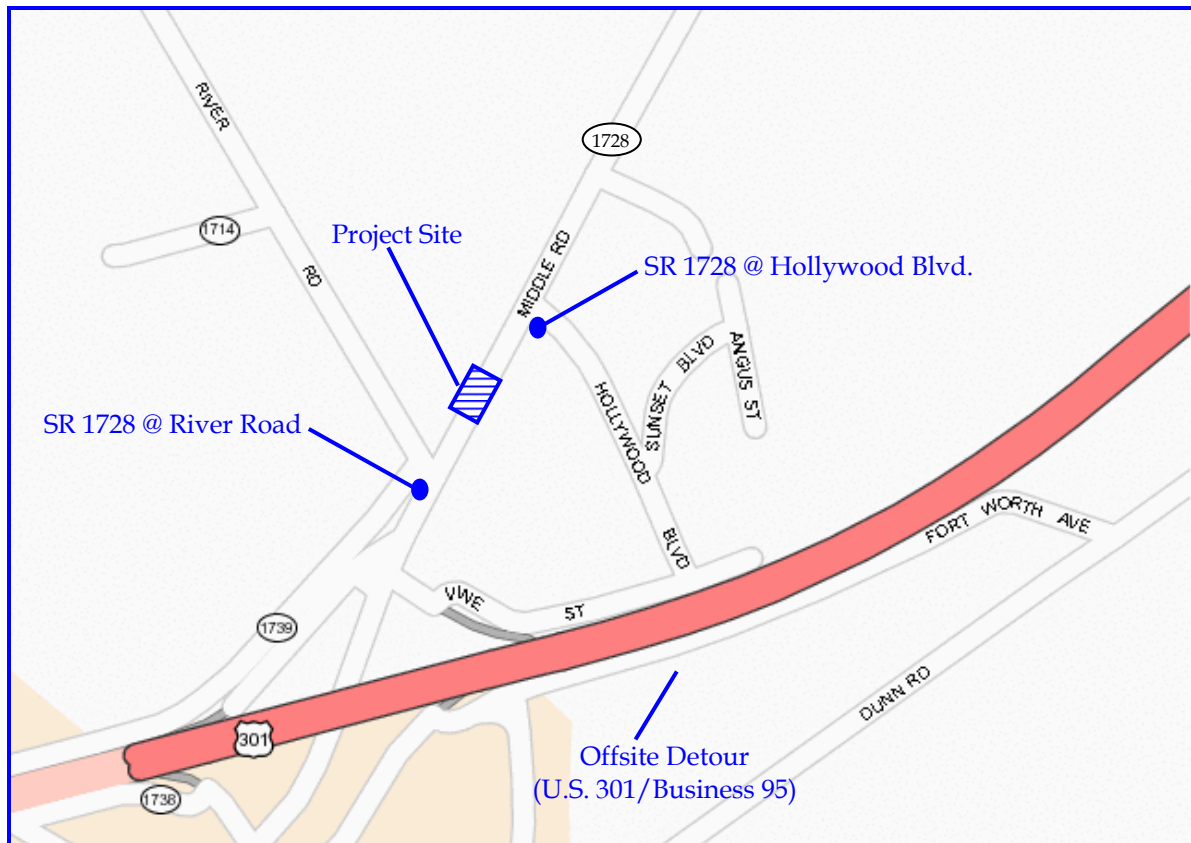 RIVER
RD
1714
1728
Project Site
MIDDLE RD
SR 1728 @ Hollywood Blvd.
SR 1728 @ River Road
HOLLYWOOD
BLVD
SUNSET BLVD
ANGUS ST
FORT WORTH AVE
VWE ST
1739
DUNN RD
301
1738
Offsite Detour
(U.S. 301/Business 95)